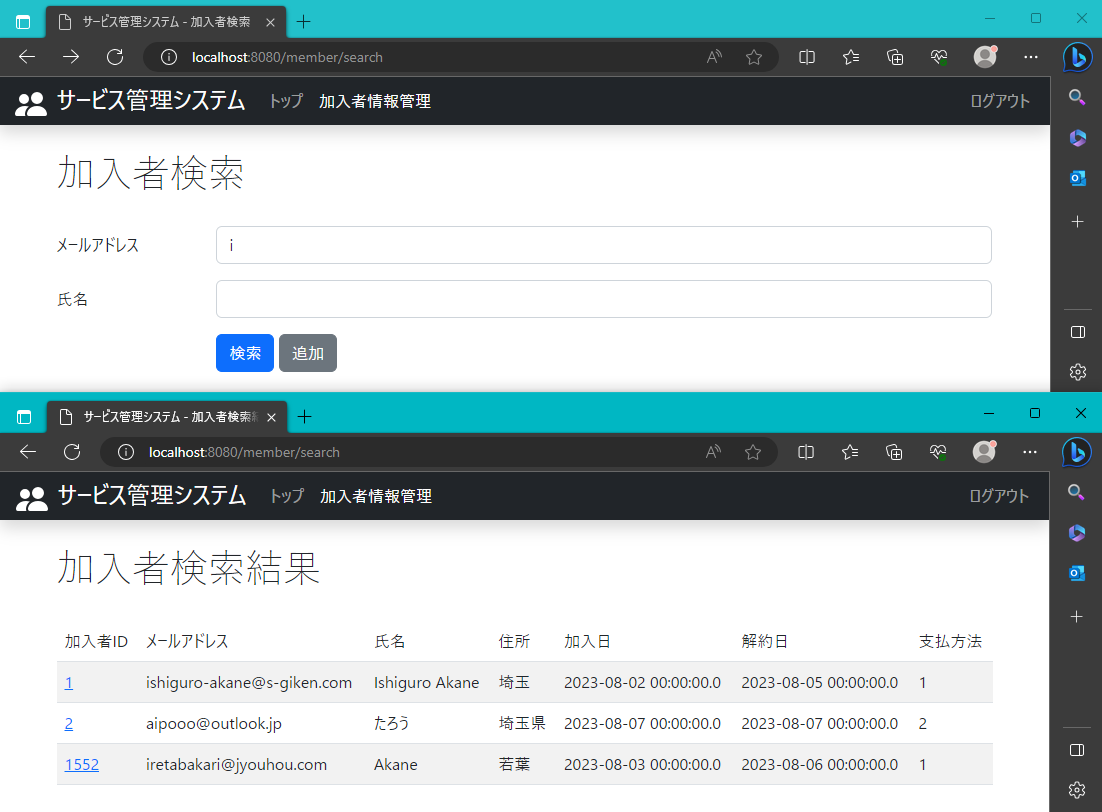 サービス管理システム - 加入者検索
localhost:8080/member/search
サービス管理システム トップ 加入者情報管理 ログアウト
加入者検索
メールアドレス i
氏名
検索 追加
サービス管理システム - 加入者検索結
localhost:8080/member/search
サービス管理システム トップ 加入者情報管理 ログアウト
加入者検索結果
加入者ID メールアドレス 氏名 住所 加入日 解約日 支払方法
1 ishiguro-akane@s-giken.com Ishiguro Akane 埼玉 2023-08-02 00:00:00.0 2023-08-05 00:00:00.0 1
2 aipooo@outlook.jp たろう 埼玉県 2023-08-07 00:00:00.0 2023-08-07 00:00:00.0 2
1552 iretabakari@jyouhou.com Akane 若葉 2023-08-03 00:00:00.0 2023-08-06 00:00:00.0 1